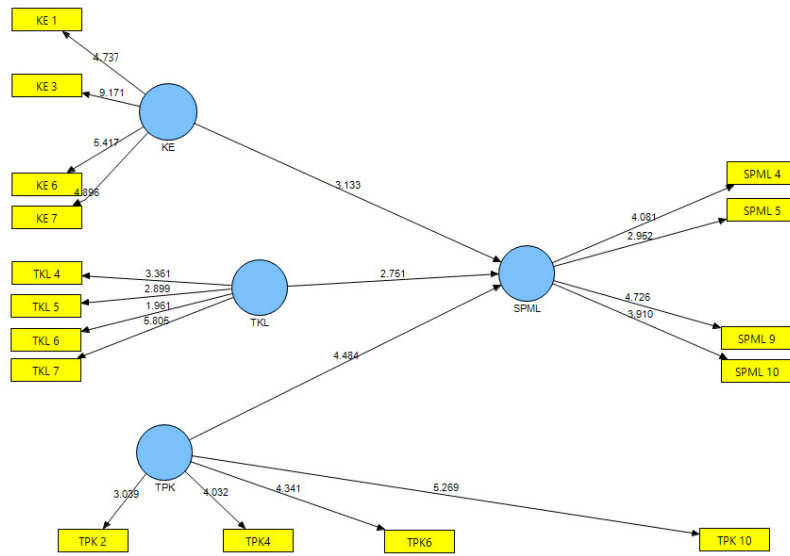 KE 1
4.737
KE 3
9.171
KE
5.417
KE 6
4.896
KE 7
3.133
SPML 4
4.081
SPML 5
2.952
TKL 4
3.361
2.751
TKL 5
2.899
SPML
TKL 6
1.961
TKL
4.726
SPML 9
TKL 7
5.805
3.910
SPML 10
4.484
TPK
3.039
4.032
4.341
5.269
TPK 2
TPK4
TPK6
TPK 10